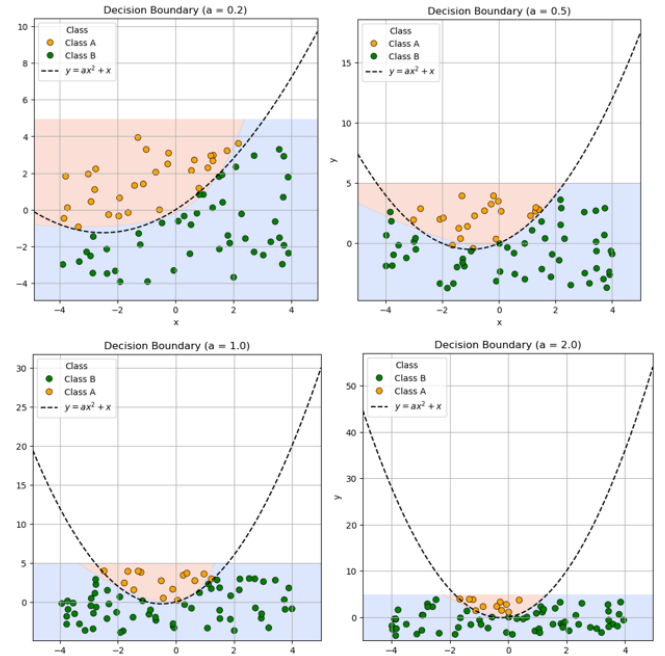 Decision Boundary (a = 0.2)
Class
Class A
Class B
y = ax² + x
10
8
6
4
2
0
−2
−4
−4
−2
0
2
4
x
Decision Boundary (a = 0.5)
Class
Class A
Class B
y = ax² + x
y
15
10
5
0
−4
−2
0
2
4
x
Decision Boundary (a = 1.0)
Class
Class B
Class A
y = ax² + x
30
25
20
15
10
5
0
−4
−2
0
2
4
Decision Boundary (a = 2.0)
Class
Class B
Class A
y = ax² + x
y
50
40
30
20
10
0
−4
−2
0
2
4